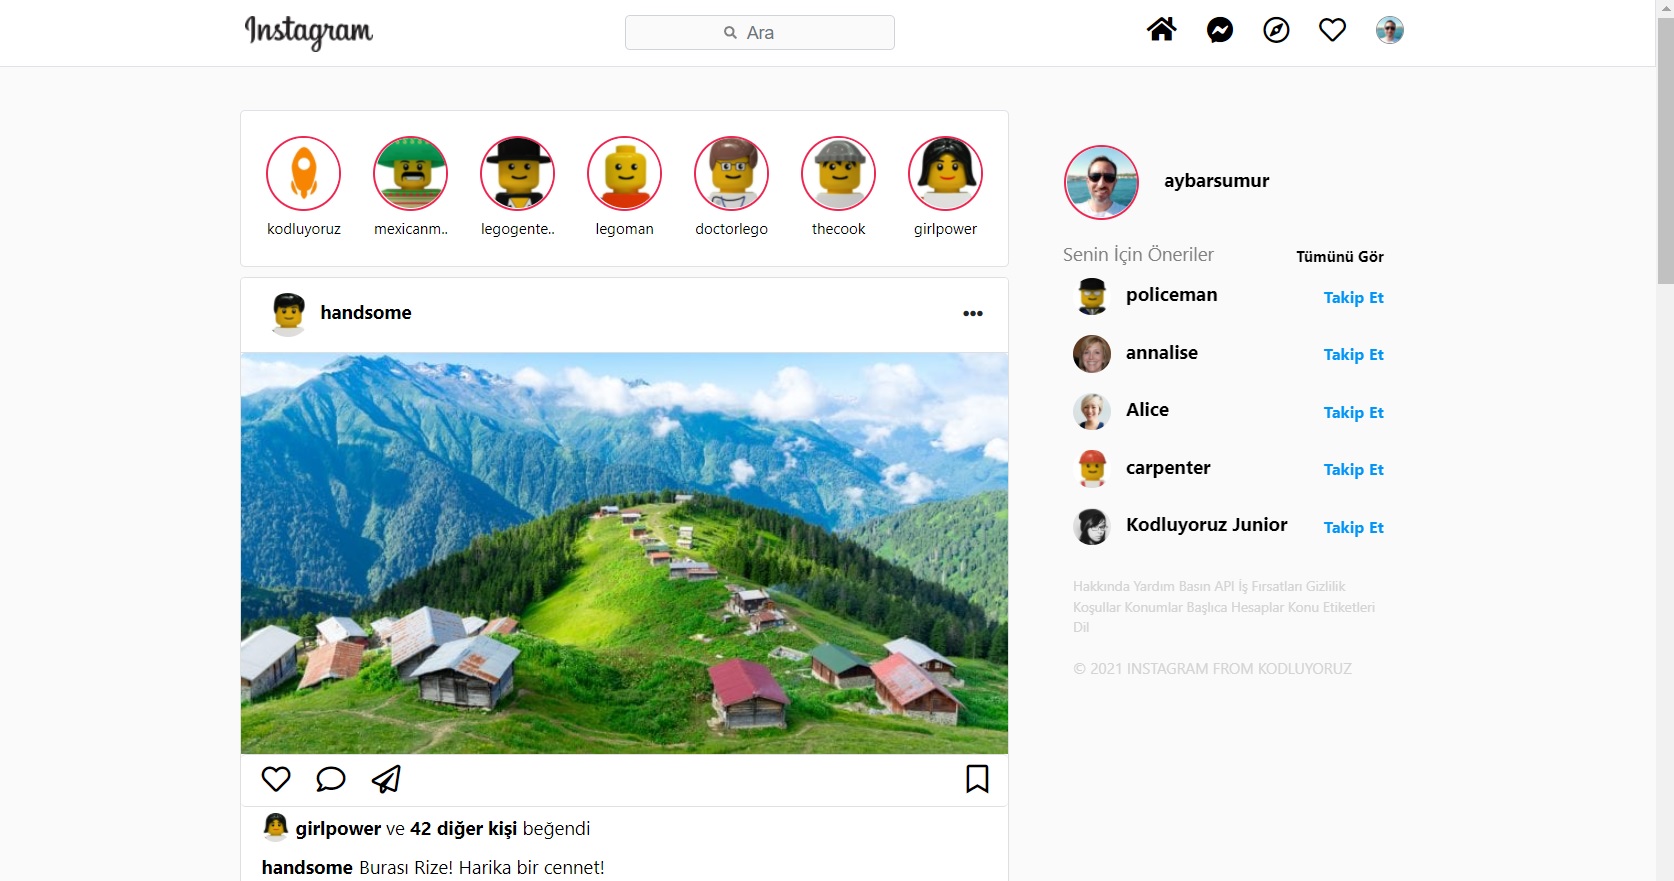 Instagram
Ara
kodluyoruz
mexicanm..
legogente..
legoman
doctorlego
thecook
girlpower
handsome
girlpower ve 42 diğer kişi beğendi
handsome Burası Rize! Harika bir cennet!
aybarsumur
Senin İçin Öneriler Tümünü Gör
policeman Takip Et
annalise Takip Et
Alice Takip Et
carpenter Takip Et
Kodluyoruz Junior Takip Et
Hakkında Yardım Basın API İş Fırsatları Gizlilik
Koşullar Konumlar Başlıca Hesaplar Konu Etiketleri
Dil
© 2021 INSTAGRAM FROM KODLUYORUZ